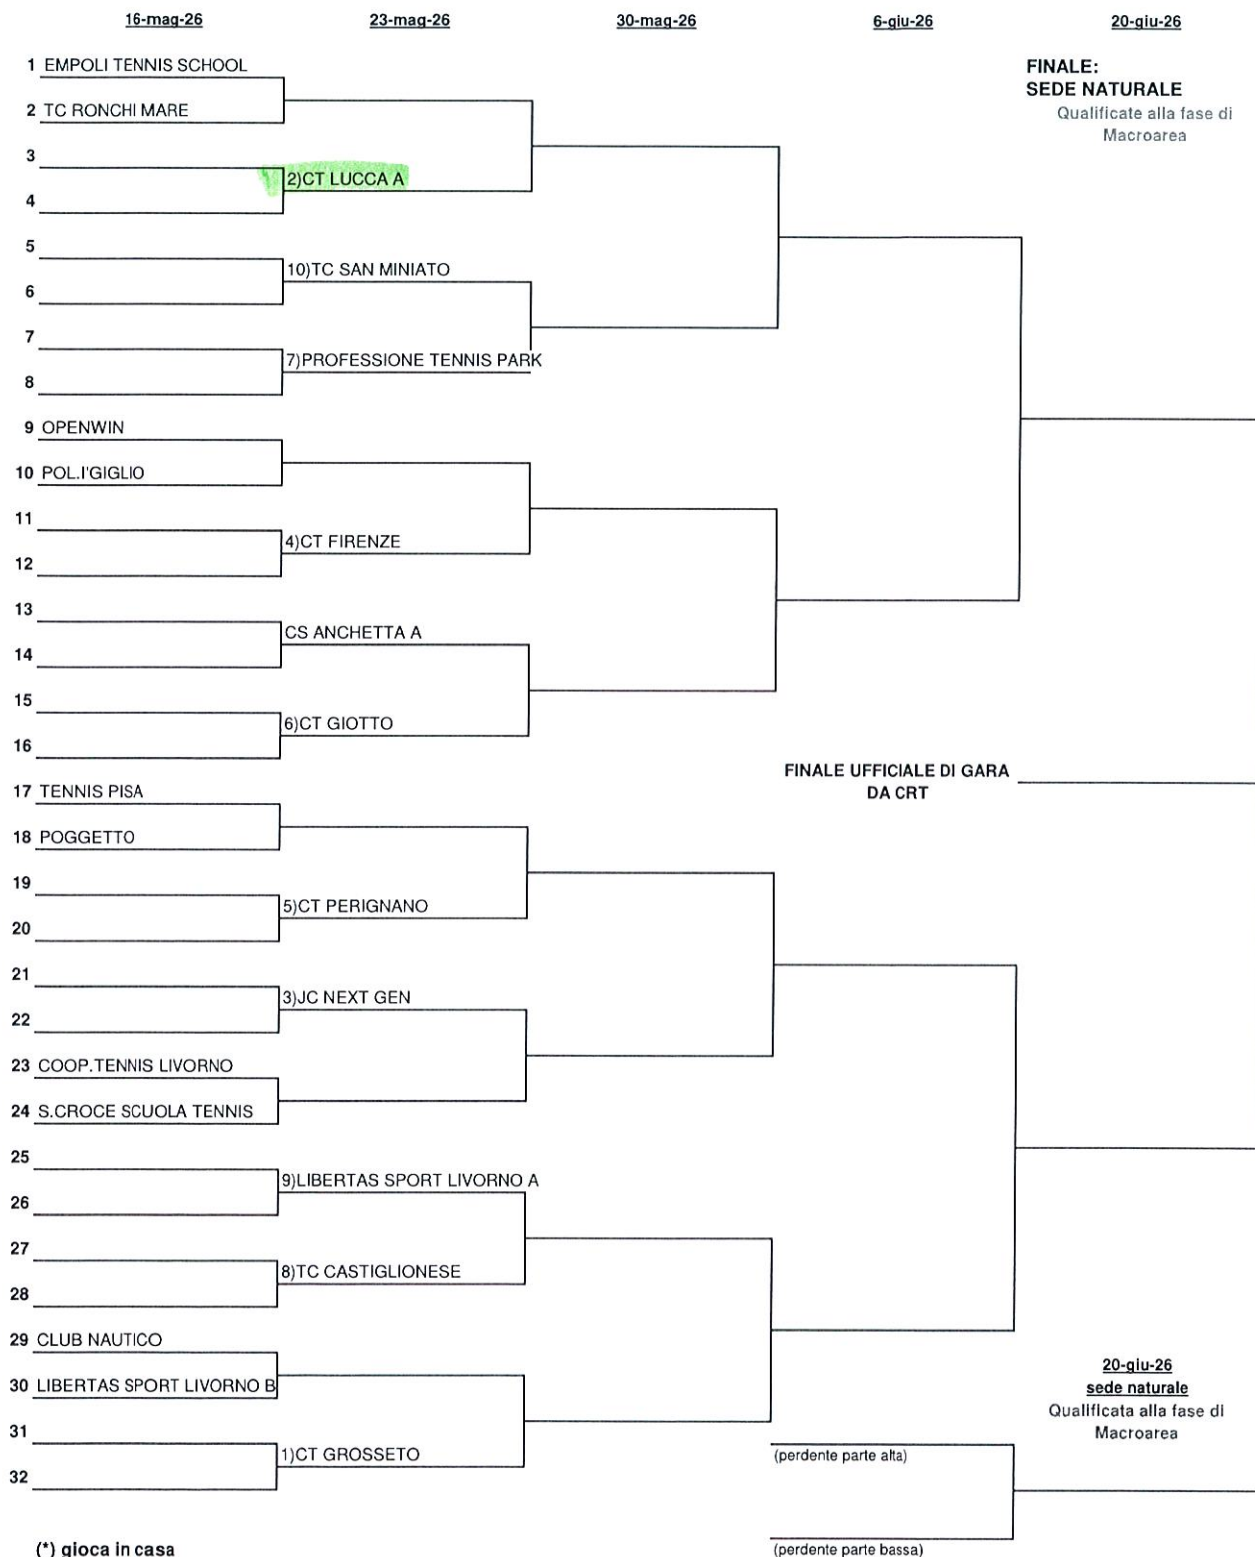 16-mag-26 23-mag-26 30-mag-26 6-giu-26 20-giu-26
FINALE:
SEDE NATURALE
Qualificate alla fase di
Macroarea
1 EMPOLI TENNIS SCHOOL
2 TC RONCHI MARE
3
2)CT LUCCA A
4
5
10)TC SAN MINIATO
6
7
7)PROFESSIONE TENNIS PARK
8
9 OPENWIN
10 POL.I'GIGLIO
11
4)CT FIRENZE
12
13
CS ANCHETTA A
14
15
6)CT GIOTTO
16
FINALE UFFICIALE DI GARA
DA CRT
17 TENNIS PISA
18 POGGETTO
19
5)CT PERIGNANO
20
21
3)JC NEXT GEN
22
23 COOP.TENNIS LIVORNO
24 S.CROCE SCUOLA TENNIS
25
9)LIBERTAS SPORT LIVORNO A
26
27
8)TC CASTIGLIONESE
28
29 CLUB NAUTICO
30 LIBERTAS SPORT LIVORNO B
31
1)CT GROSSETO
32
20-giu-26
sede naturale
Qualificata alla fase di
Macroarea
(perdente parte alta)
(perdente parte bassa)
(*) gioca in casa